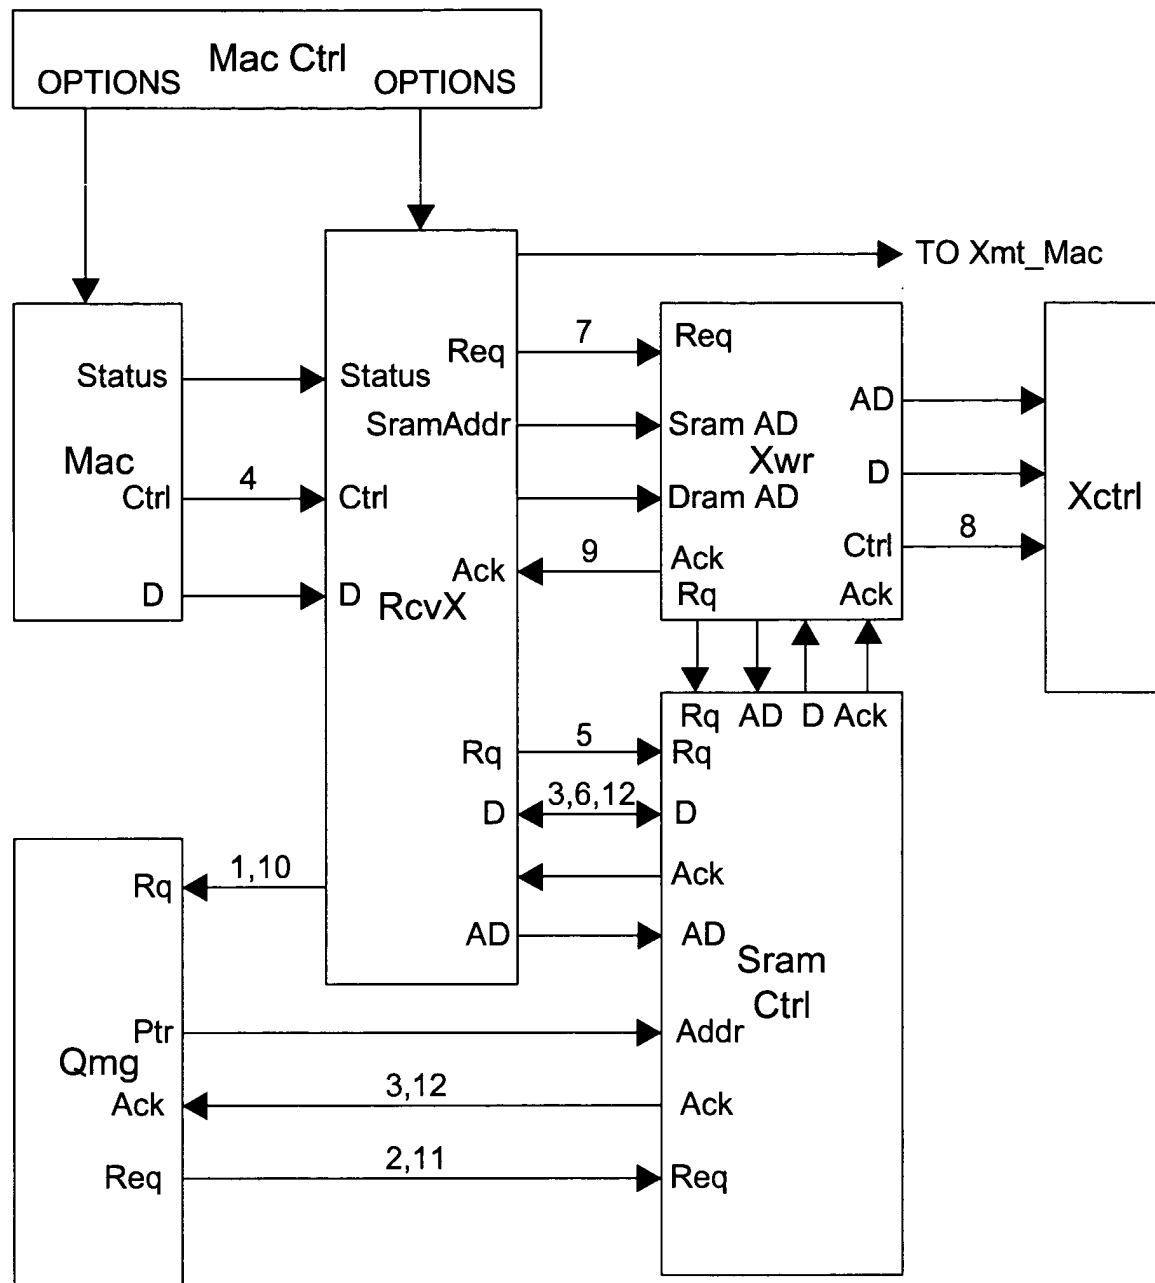 Mac Ctrl
OPTIONS OPTIONS
TO Xmt_Mac
Req 7 Req
Status Status
AD
SramAddr Sram AD
Mac Xwr
D
Ctrl 4 Ctrl
Dram AD
Xctrl
Ctrl 8
Ack 9 Ack
D D
RcvX
Rq Ack
Rq AD D Ack
Rq 5 Rq
D 3,6,12 D
Rq 1,10
Ack
AD AD
Sram
Ctrl
Ptr Addr
Qmg
Ack 3,12 Ack
Req 2,11 Req